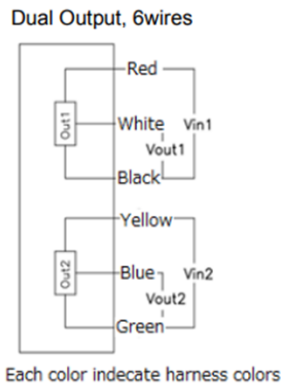 Dual Output, 6wires
Red
Out1
White
Vin1
Vout1
Black
Yellow
Out2
Blue
Vin2
Vout2
Green
Each color indecate harness colors